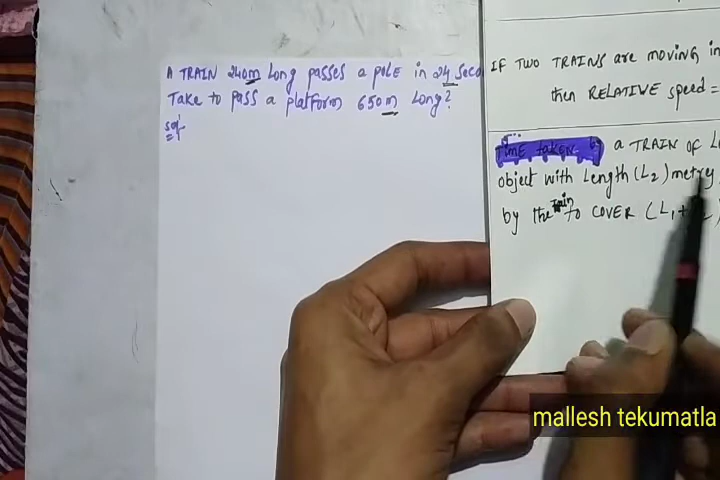 A TRAIN 240m Long passes a pole in 24 seco
Take to pass a platform 650m Long?
Sol
IF TWO TRAINS are moving in
then RELATIVE speed =
Time taken by a TRAIN OF L
object with Length (L2) metry
by the Train to COVER (L1+L2)
mallesh tekumatla